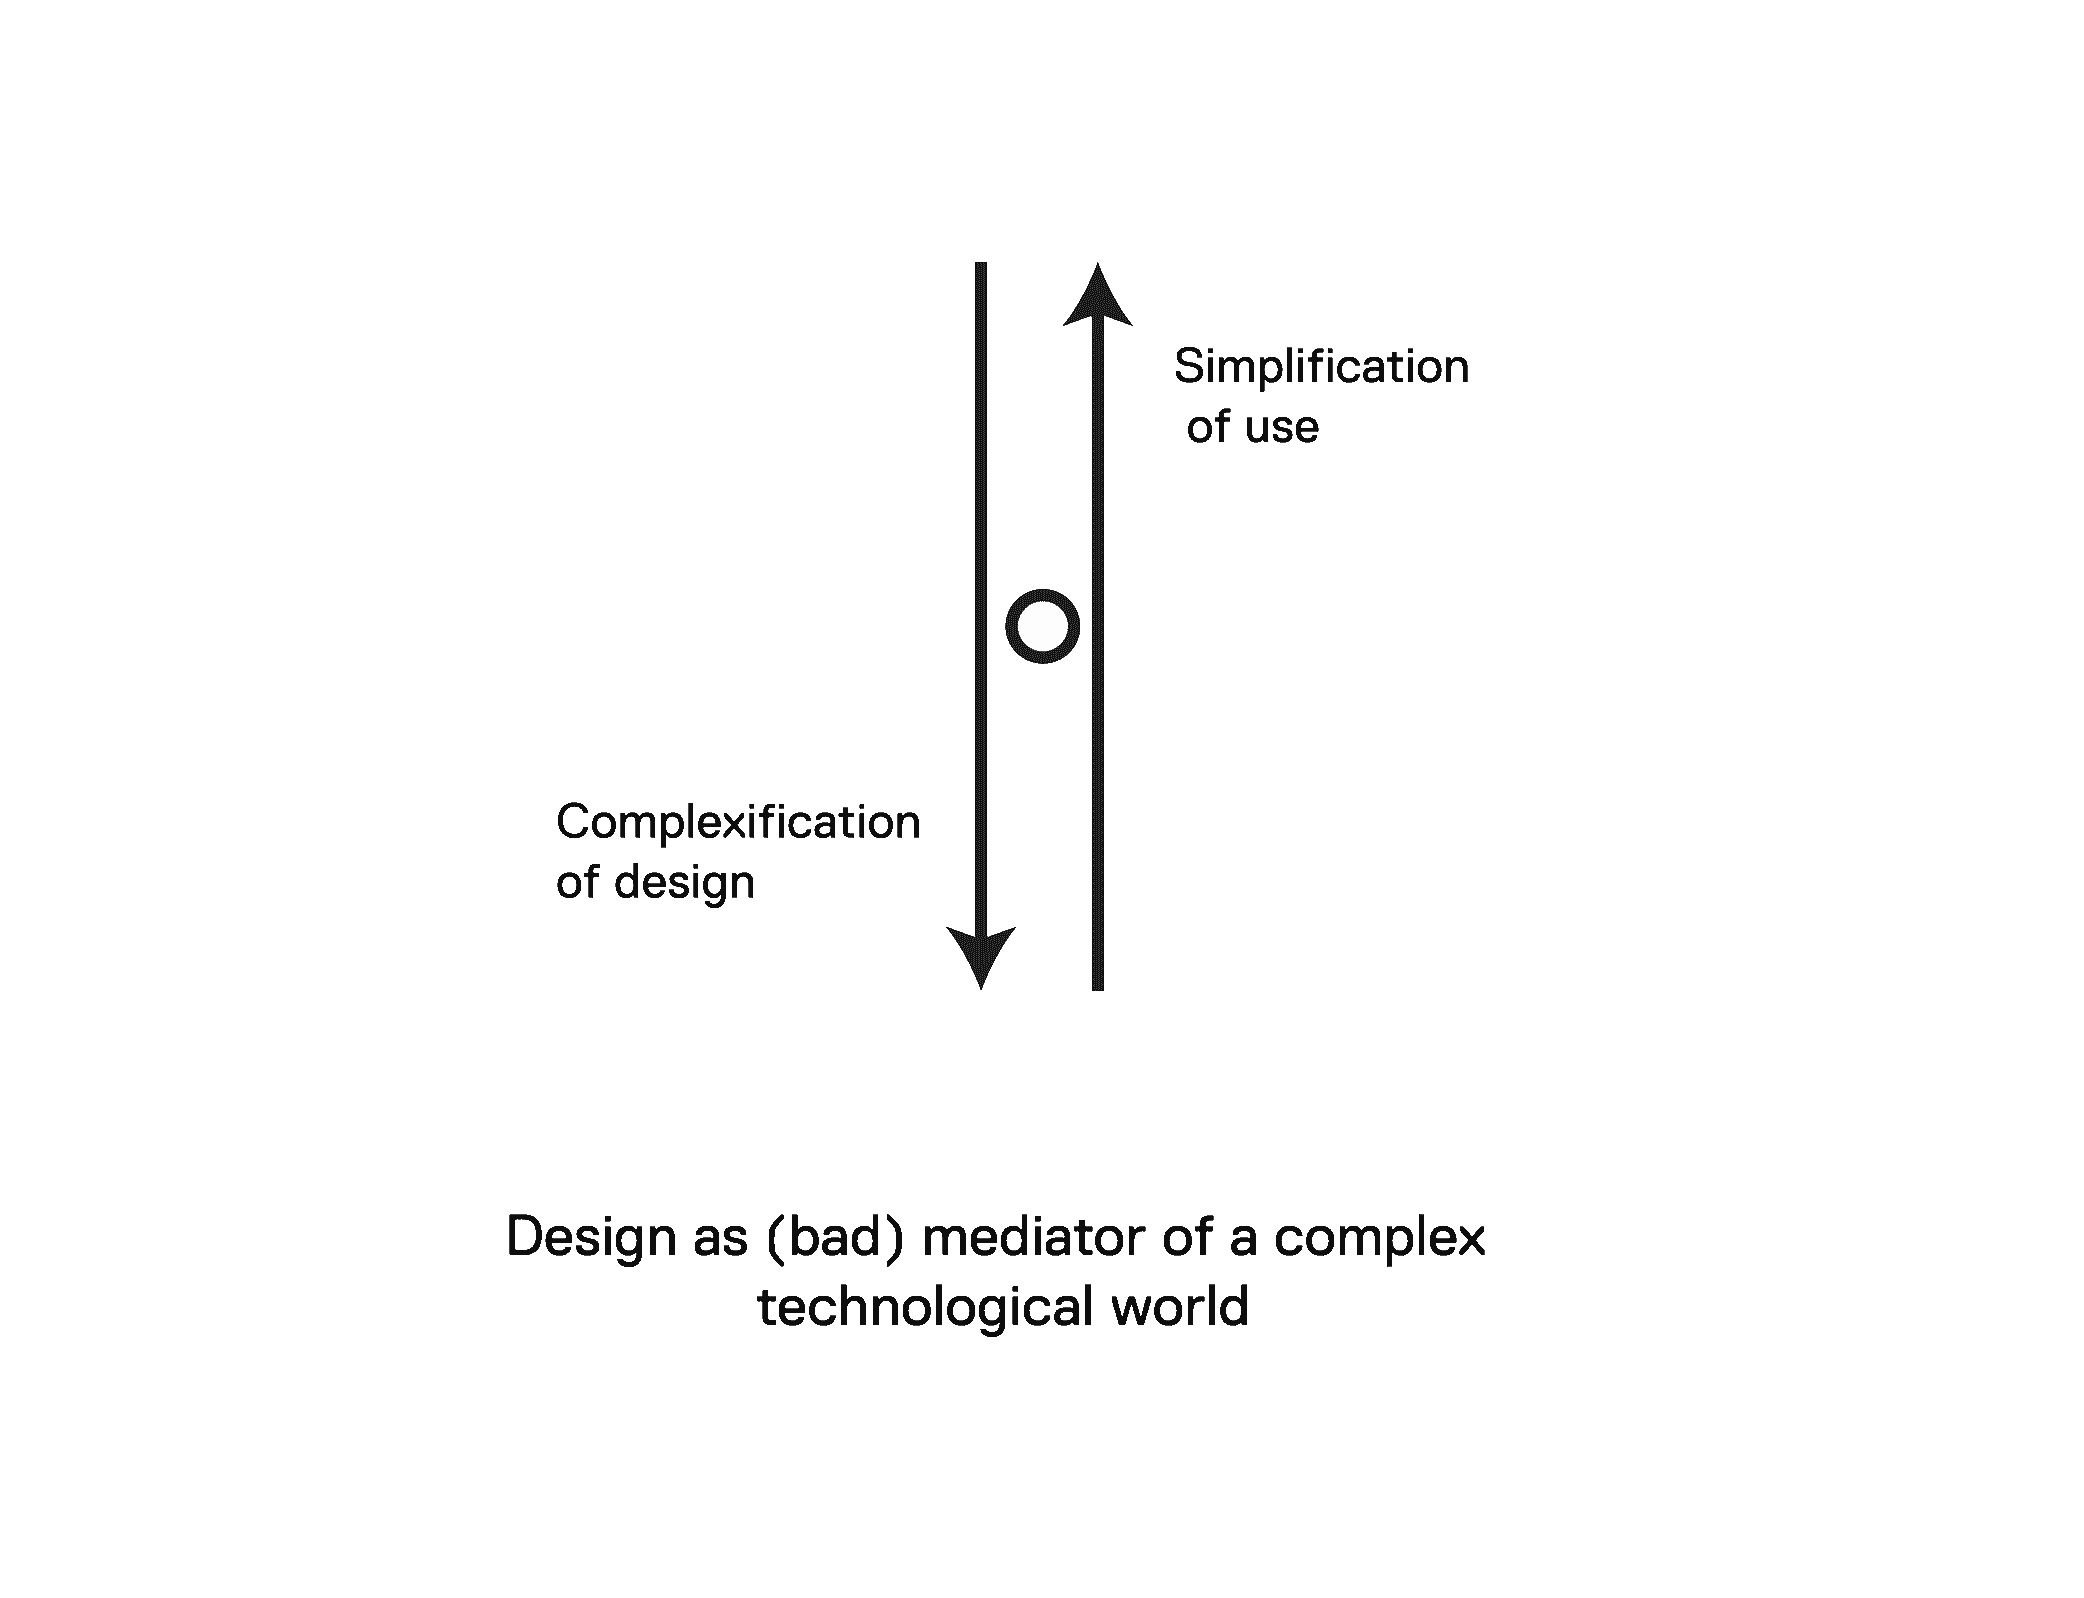 Simplification
of use
Complexification
of design
Design as (bad) mediator of a complex
technological world